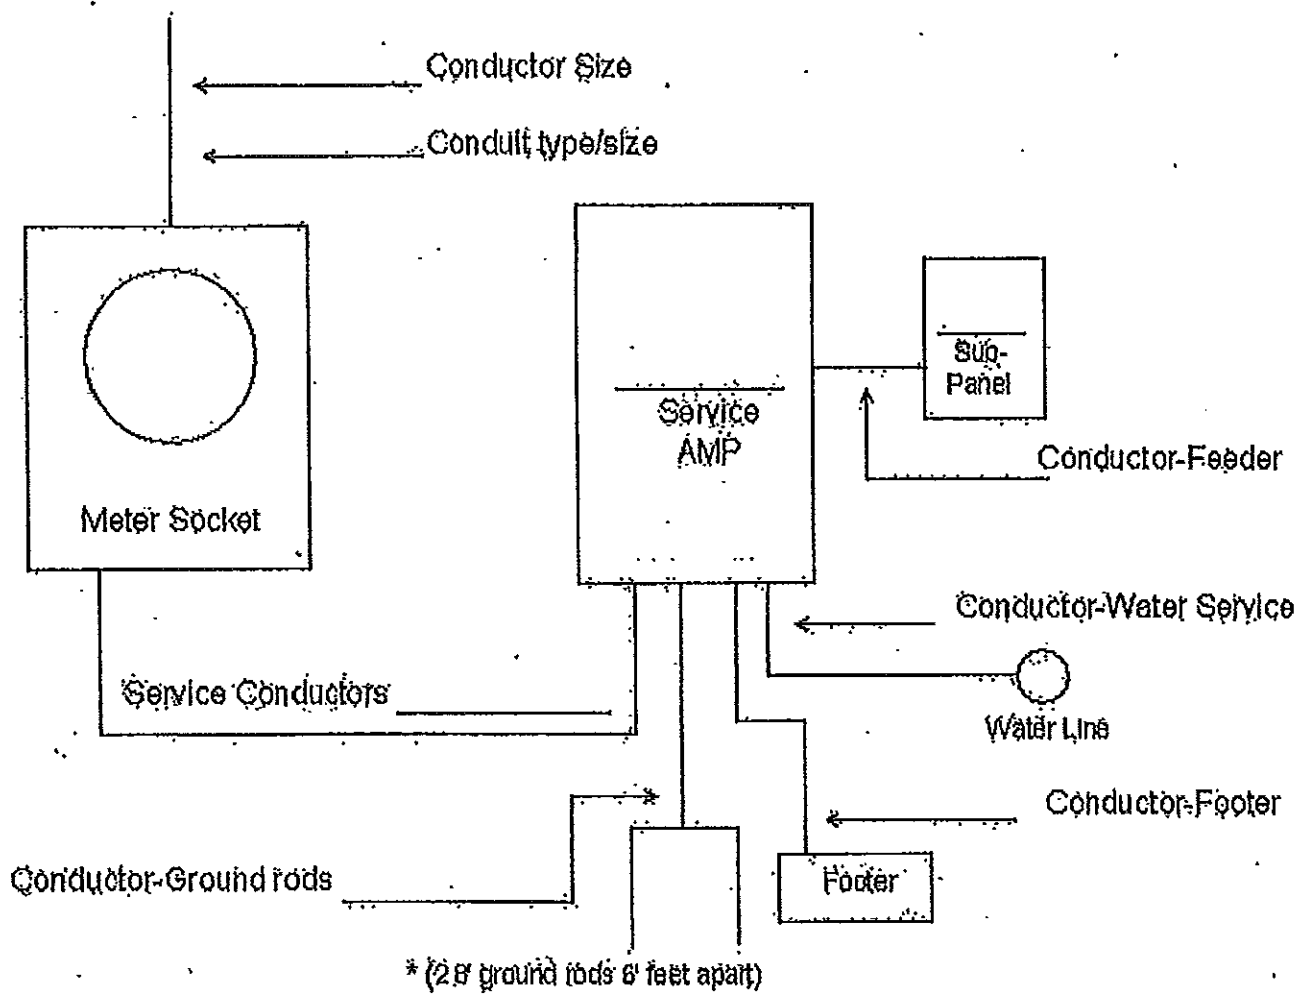 Conductor Size
Conduit type/size
Sub-
Panel
Service
AMP
Conductor-Feeder
Meter Socket
Conductor-Water Service
Service Conductors
Water Line
Conductor-Footer
Conductor-Ground rods
Footer
* (2 8' ground rods 6' feet apart)